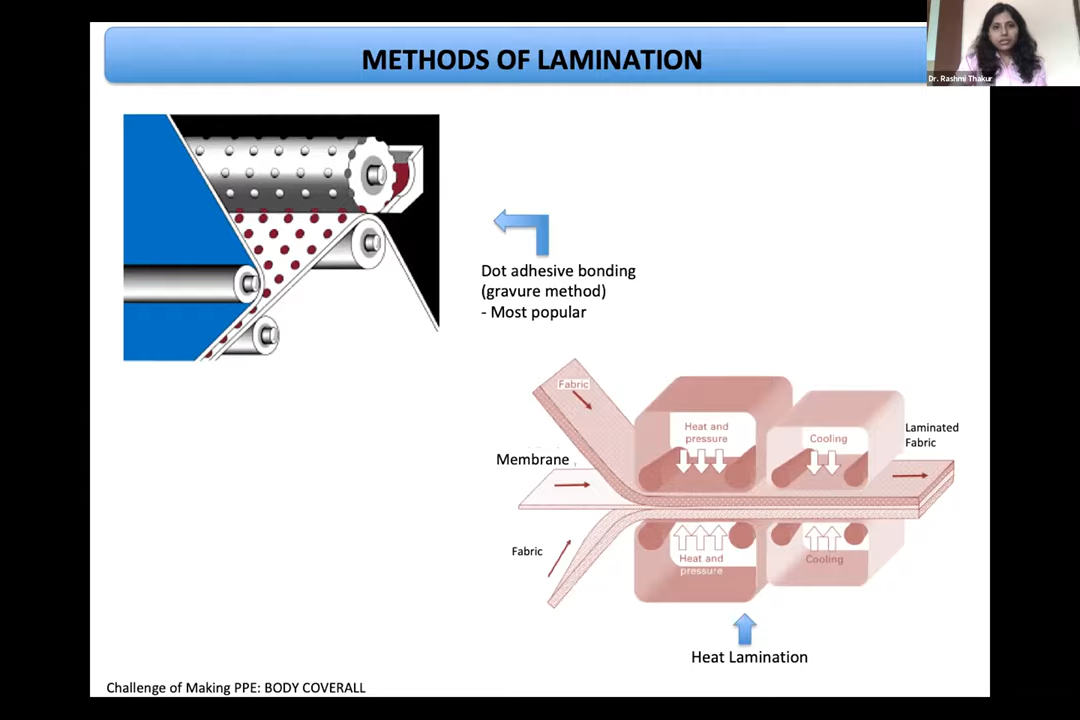 METHODS OF LAMINATION
Dr. Rashmi Thakur
Dot adhesive bonding
(gravure method)
- Most popular
Fabric
Heat and
pressure
Cooling
Laminated
Fabric
Membrane
Fabric
Heat and
pressure
Cooling
Heat Lamination
Challenge of Making PPE: BODY COVERALL